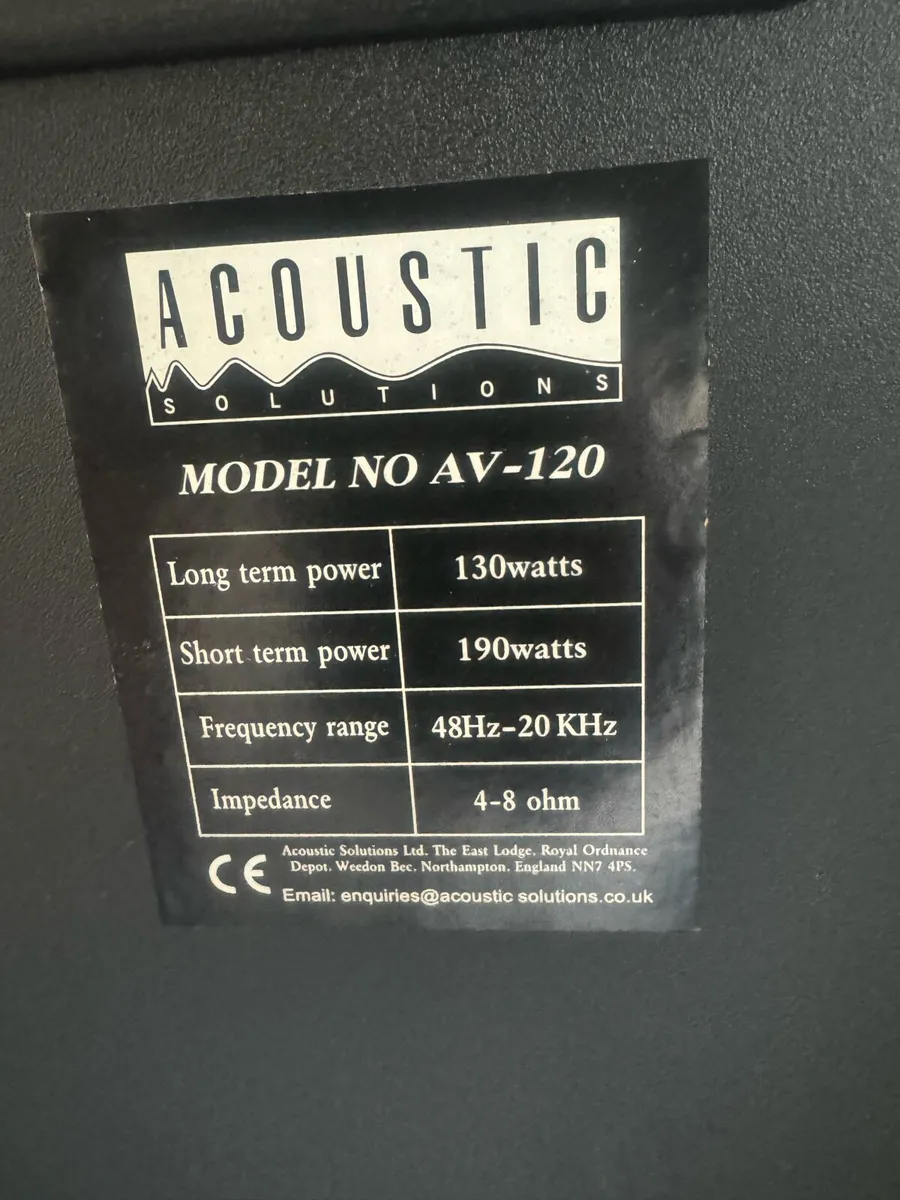 ACOUSTIC
SOLUTIONS
MODEL NO AV-120
Long term power 130watts
Short term power 190watts
Frequency range 48Hz-20 KHz
Impedance 4-8 ohm
CE
Acoustic Solutions Ltd. The East Lodge. Royal Ordnance
Depot. Weedon Bec. Northampton. England NN7 4PS.
Email: enquiries@acoustic solutions.co.uk